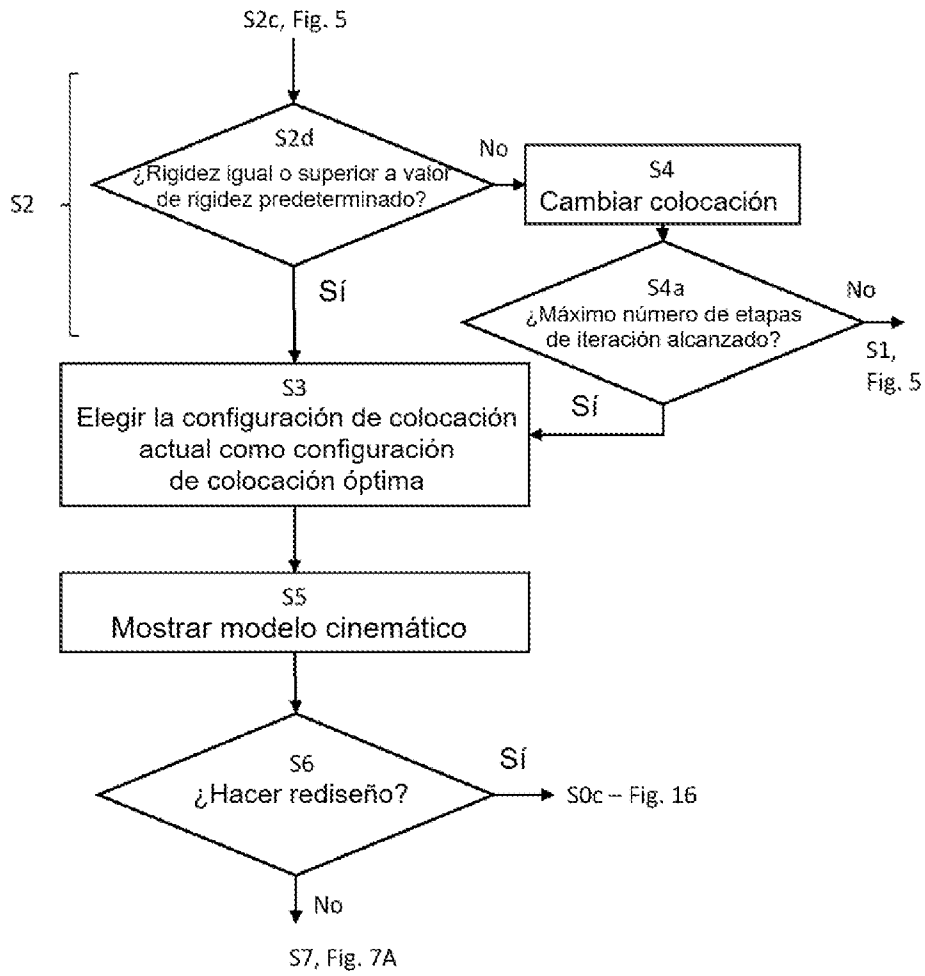 S2c, Fig. 5
S2
S2d
¿Rigidez igual o superior a valor
de rigidez predeterminado?
No
S4
Cambiar colocación
Sí
S4a
¿Máximo número de etapas
de iteración alcanzado?
No
S1,
Fig. 5
Sí
S3
Elegir la configuración de colocación
actual como configuración
de colocación óptima
S5
Mostrar modelo cinemático
S6
¿Hacer rediseño?
Sí
S0c – Fig. 16
No
S7, Fig. 7A